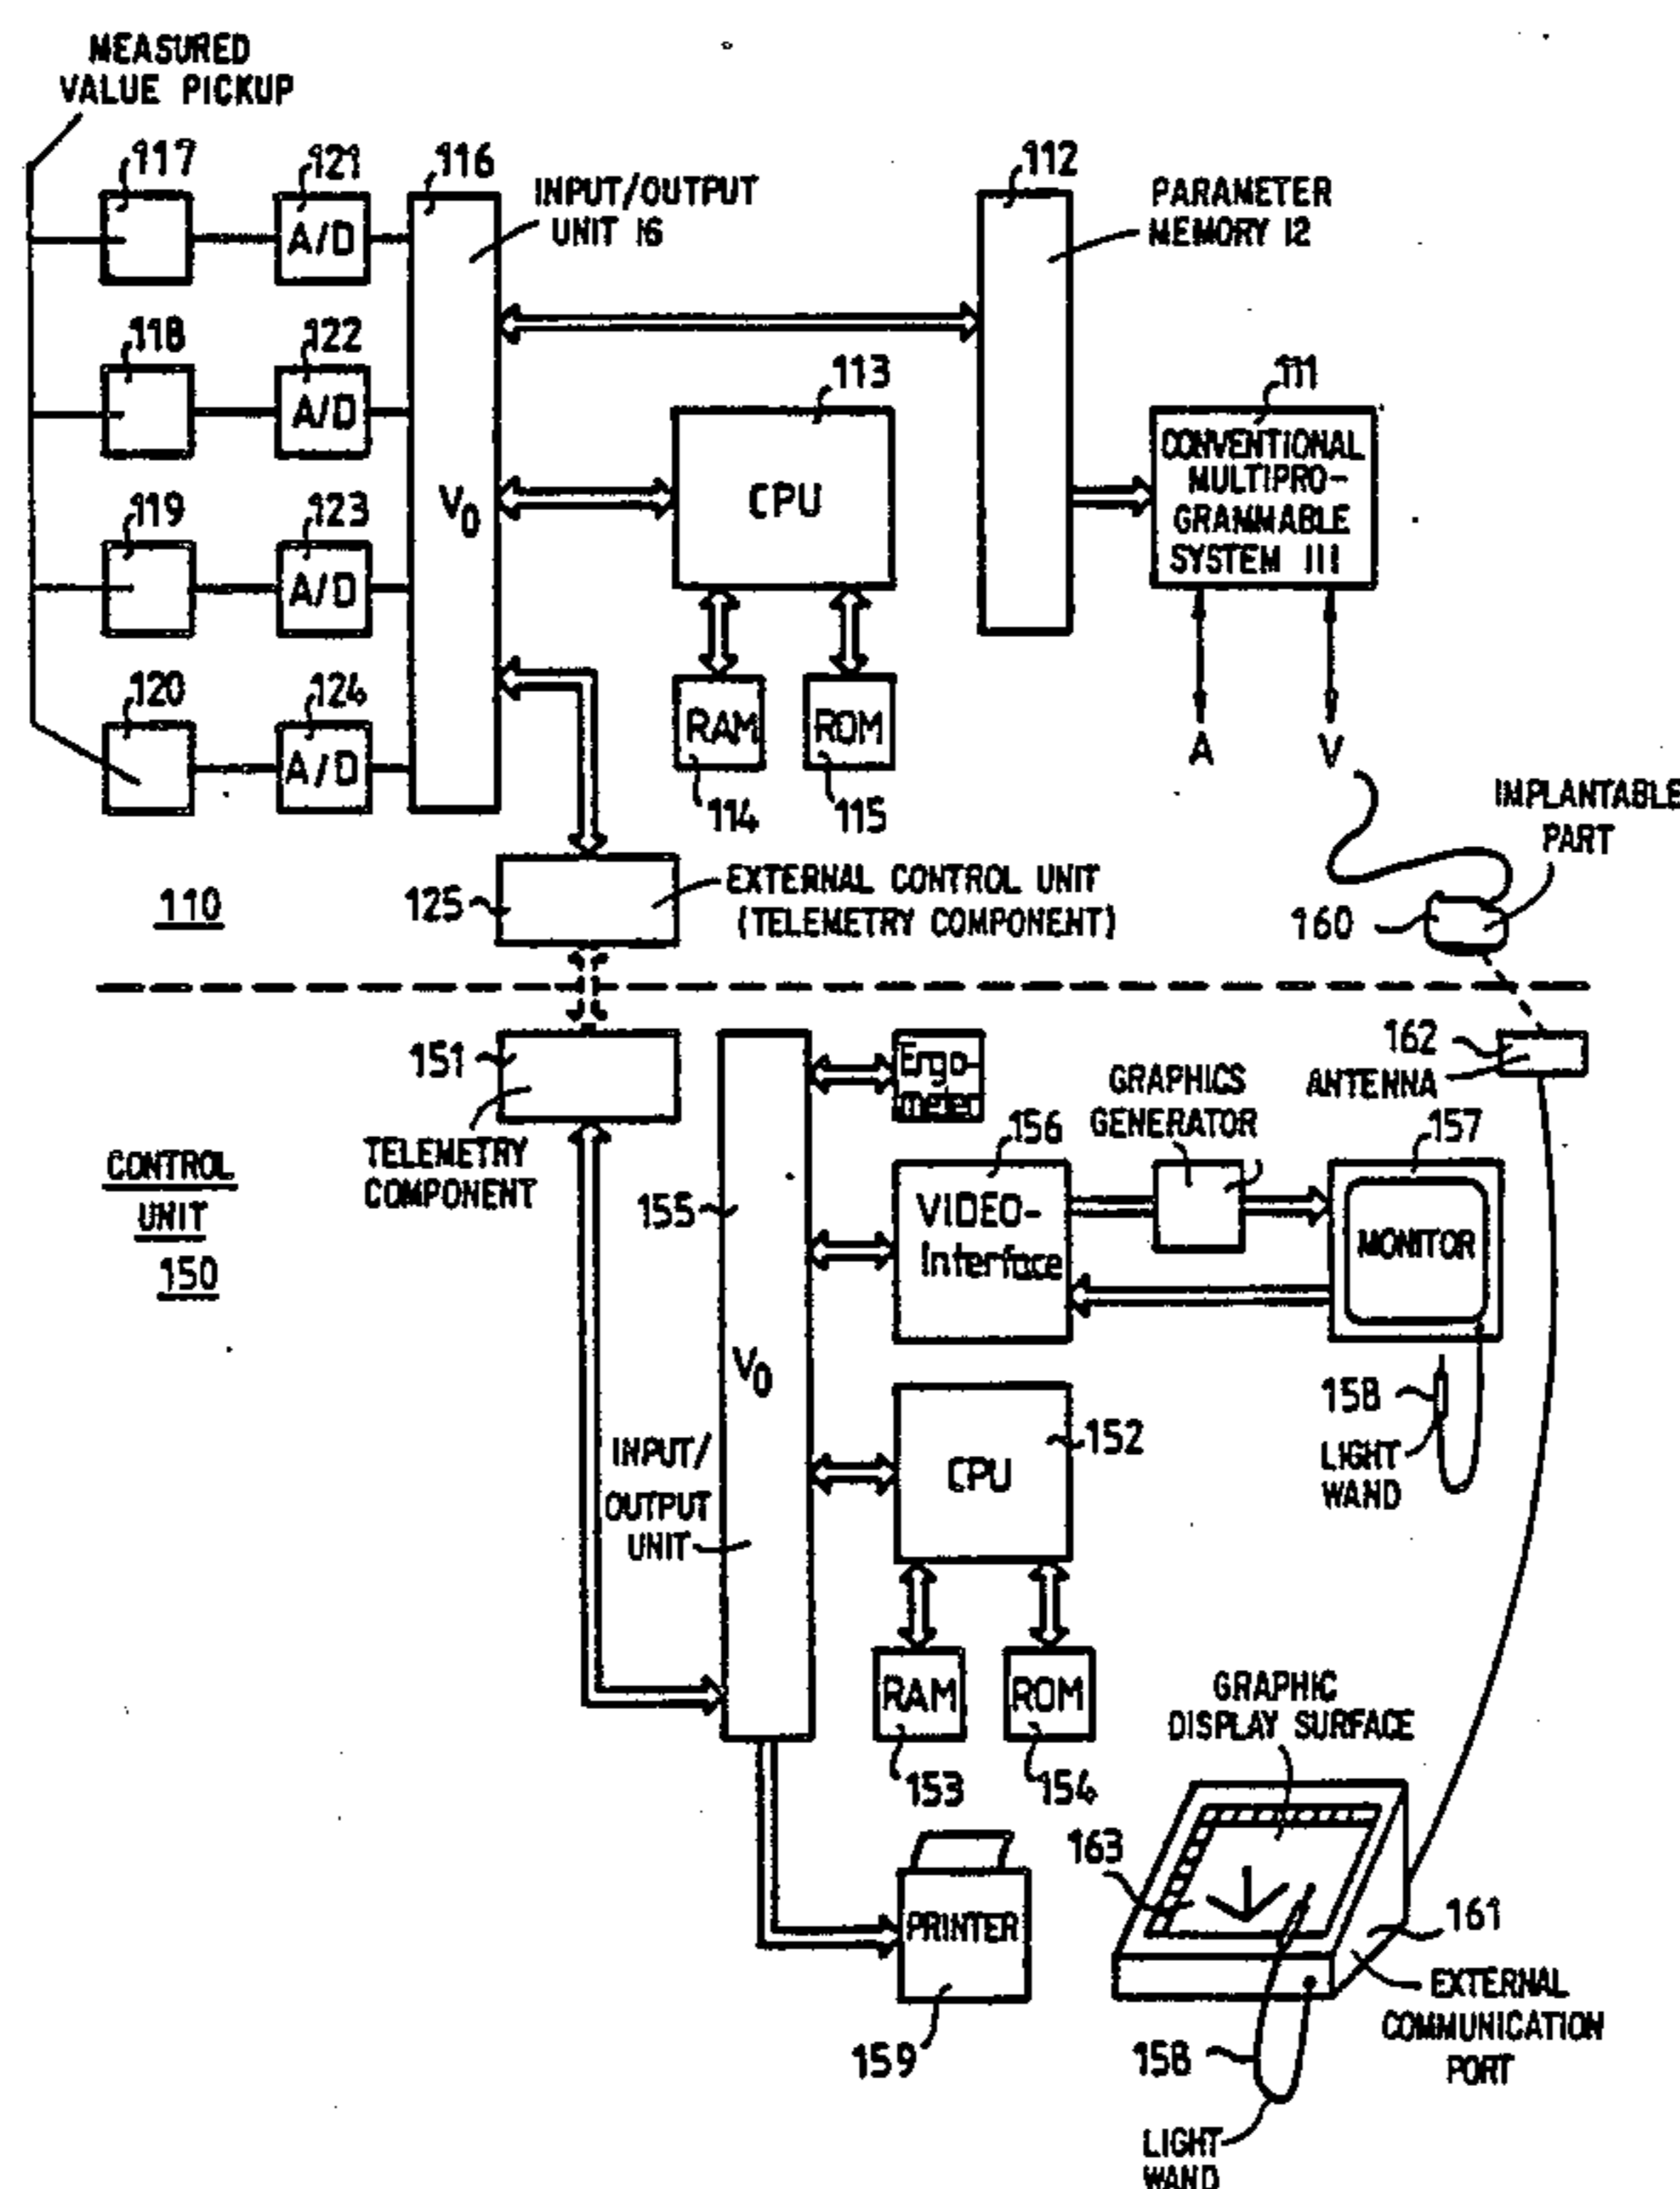 MEASURED
VALUE PICKUP
117
121
116
INPUT/OUTPUT
UNIT 16
112
PARAMETER
MEMORY 12
A/D
118
122
A/D
113
111
CONVENTIONAL
MULTIPRO-
GRAMMABLE
SYSTEM 111
119
123
A/D
V0
CPU
120
124
A/D
RAM
ROM
114
115
A
V
IMPLANTABLE
PART
160
110
125
EXTERNAL CONTROL UNIT
(TELEMETRY COMPONENT)
151
TELEMETRY
COMPONENT
Ergo-
meter
162
ANTENNA
GRAPHICS
GENERATOR
156
157
CONTROL
UNIT
150
155
VIDEO-
Interface
MONITOR
V0
158
LIGHT
WAND
152
CPU
INPUT/
OUTPUT
UNIT
RAM
ROM
153
154
GRAPHIC
DISPLAY SURFACE
163
161
PRINTER
159
EXTERNAL
COMMUNICATION
PORT
158
LIGHT
WAND